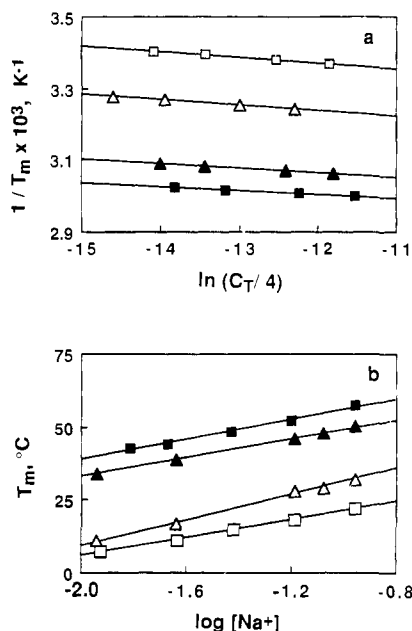 3.5
a
3.3
3.1
2.9
1 / Tm x 10³, K⁻¹
-15 -14 -13 -12 -11
ln (CT / 4)
75
b
50
25
0
Tm, °C
-2.0 -1.6 -1.2 -0.8
log [Na+]